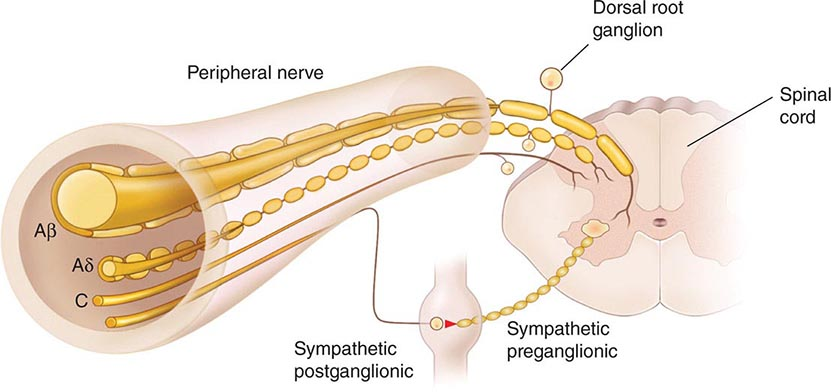 Dorsal root
ganglion
Peripheral nerve
Spinal
cord
Aβ
Aδ
C
Sympathetic
postganglionic
Sympathetic
preganglionic